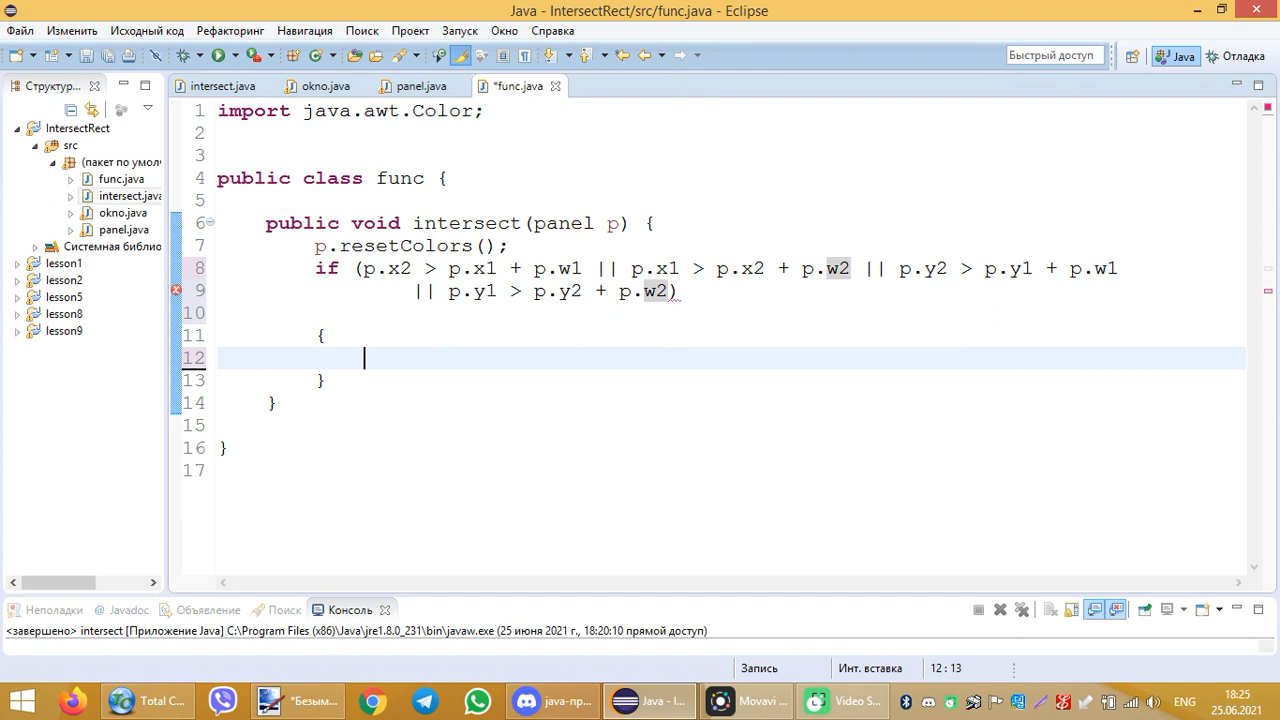 Java - IntersectRect/src/func.java - Eclipse
Файл Изменить Исходный код Рефакторинг Навигация Поиск Проект Запуск Окно Справка
Быстрый доступ Java Отладка
Структур... intersect.java okno.java panel.java *func.java
IntersectRect
src
(пакет по умол
func.java
intersect.java
okno.java
panel.java
Системная библио
lesson1
lesson2
lesson5
lesson8
lesson9
1 import java.awt.Color;
2
3
4 public class func {
5
6 public void intersect(panel p) {
7 p.resetColors();
8 if (p.x2 > p.x1 + p.w1 || p.x1 > p.x2 + p.w2 || p.y2 > p.y1 + p.w1
9 || p.y1 > p.y2 + p.w2)
10
11 {
12
13 }
14 }
15
16 }
17
Неполадки Javadoc Объявление Поиск Консоль
<завершено> intersect [Приложение Java] C:\Program Files (x86)\Java\jre1.8.0_231\bin\javaw.exe (25 июня 2021 г., 18:20:10 прямой доступ)
Запись Инт. вставка 12 : 13
Total C... *Безым... java-пр... Java - I... Movavi ... Video S... ENG 18:25
25.06.2021